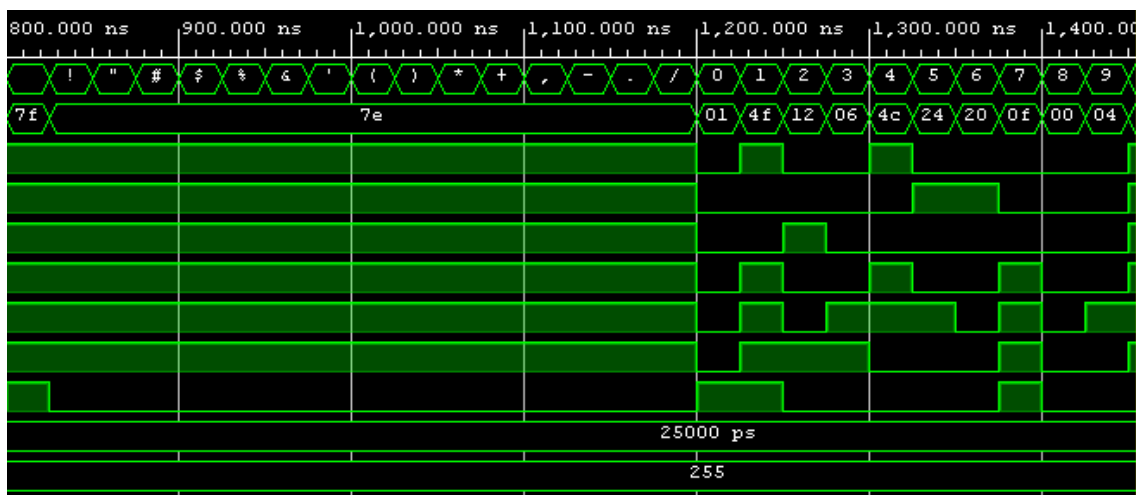 800.000 ns 900.000 ns 1,000.000 ns 1,100.000 ns 1,200.000 ns 1,300.000 ns 1,400.00
! " # $ % & ' ( ) * + , - . / 0 1 2 3 4 5 6 7 8 9
7f 7e 01 4f 12 06 4c 24 20 0f 00 04
25000 ps
255